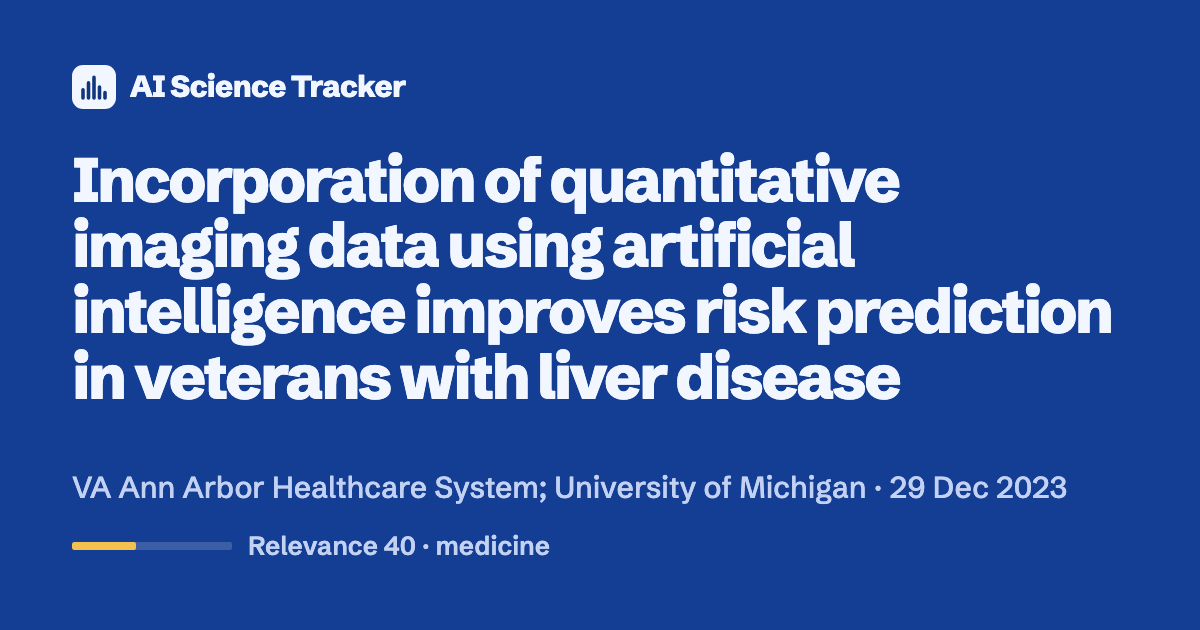 AI Science Tracker
Incorporation of quantitative
imaging data using artificial
intelligence improves risk prediction
in veterans with liver disease
VA Ann Arbor Healthcare System; University of Michigan · 29 Dec 2023
Relevance 40 · medicine